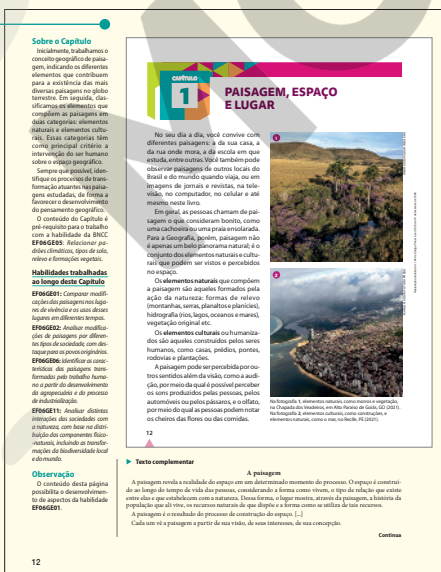 Sobre o Capítulo
Inicialmente, trabalhamos o
conceito geográfico de paisa-
gem, indicando os diferentes
elementos que contribuem
para a existência das mais
diversas paisagens no globo
terrestre. Em seguida, clas-
sificamos os elementos que
compõem as paisagens em
duas categorias: elementos
naturais e elementos cultu-
rais. Essas categorias têm
como principal critério a
intervenção do ser humano
sobre o espaço geográfico.
Sempre que possível, iden-
tifique os processos de trans-
formação atuantes nas paisa-
gens estudadas, de forma a
favorecer o desenvolvimento
do pensamento geográfico.
O conteúdo do Capítulo é
pré-requisito para o trabalho
com a habilidade da BNCC
EF06GE05: Relacionar pa-
drões climáticos, tipos de solo,
relevo e formações vegetais.
Habilidades trabalhadas
ao longo deste Capítulo
EF06GE01: Comparar modifi-
cações das paisagens nos luga-
res de vivência e os usos desses
lugares em diferentes tempos.
EF06GE02: Analisar modifica-
ções de paisagens por diferen-
tes tipos de sociedade, com des-
taque para os povos originários.
EF06GE06: Identificar as carac-
terísticas das paisagens trans-
formadas pelo trabalho huma-
no a partir do desenvolvimento
da agropecuária e do processo
de industrialização.
EF06GE11: Analisar distintas
interações das sociedades com
a natureza, com base na distri-
buição dos componentes físico-
-naturais, incluindo as transfor-
mações da biodiversidade local
e do mundo.
Observação
O conteúdo desta página
possibilita o desenvolvimen-
to de aspectos da habilidade
EF06GE01.
CAPÍTULO
1
PAISAGEM, ESPAÇO
E LUGAR
No seu dia a dia, você convive com
diferentes paisagens: a da sua casa, a
da rua onde mora, a da escola em que
estuda, entre outras. Você também pode
observar paisagens de outros locais do
Brasil e do mundo quando viaja, ou em
imagens de jornais e revistas, na tele-
visão, no computador, no celular e até
mesmo neste livro.
Em geral, as pessoas chamam de pai-
sagem o que consideram bonito, como
uma cachoeira ou uma praia ensolarada.
Para a Geografia, porém, paisagem não
é apenas um belo panorama natural; é o
conjunto dos elementos naturais e cultu-
rais que podem ser vistos e percebidos
no espaço.
Os elementos naturais que compõem
a paisagem são aqueles formados pela
ação da natureza: formas de relevo
(montanhas, serras, planaltos e planícies),
hidrografia (rios, lagos, oceanos e mares),
vegetação original etc.
Os elementos culturais ou humaniza-
dos são aqueles construídos pelos seres
humanos, como casas, prédios, pontes,
rodovias e plantações.
A paisagem pode ser percebida por ou-
tros sentidos além da visão, como a audi-
ção, por meio da qual é possível perceber
os sons produzidos pelas pessoas, pelos
automóveis ou pelos pássaros, e o olfato,
por meio do qual as pessoas podem notar
os cheiros das flores ou das comidas.
1
2
Na fotografia 1, elementos naturais, como morros e vegetação,
na Chapada dos Veadeiros, em Alto Paraíso de Goiás, GO (2021).
Na fotografia 2, elementos culturais, como construções, e
elementos naturais, como o mar, no Recife, PE (2021).
12
Texto complementar
A paisagem
A paisagem revela a realidade do espaço em um determinado momento do processo. O espaço é construí-
do ao longo do tempo de vida das pessoas, considerando a forma como vivem, o tipo de relação que existe
entre elas e que estabelecem com a natureza. Dessa forma, o lugar mostra, através da paisagem, a história da
população que ali vive, os recursos naturais de que dispõe e a forma como se utiliza de tais recursos.
A paisagem é o resultado do processo de construção do espaço. [...]
Cada um vê a paisagem a partir de sua visão, de seus interesses, de sua concepção.
Continua
12